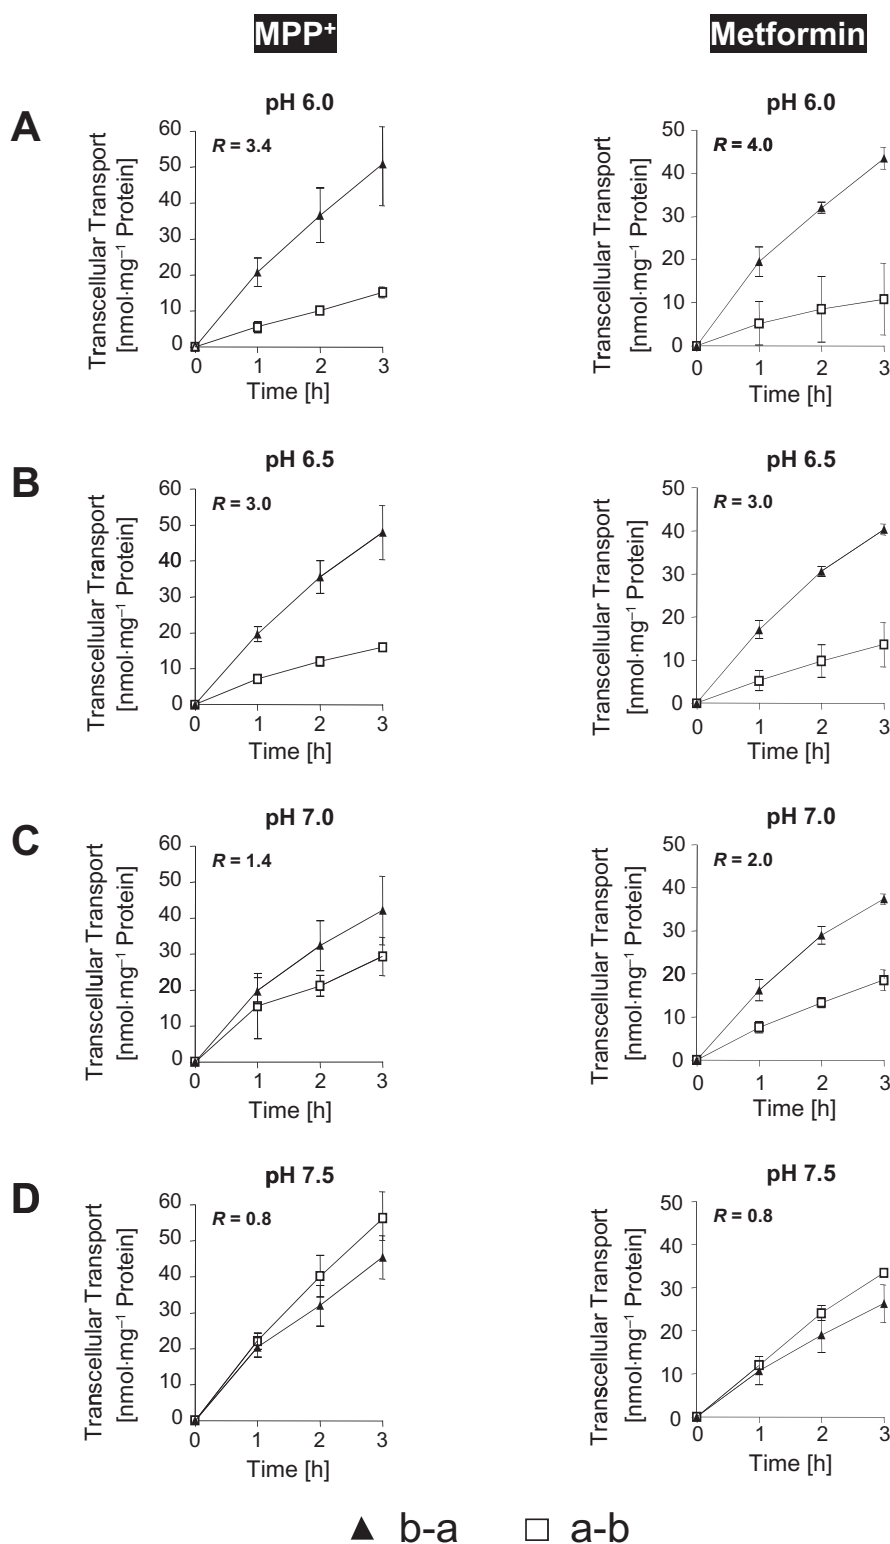 MPP⁺
Metformin
A
pH 6.0
R = 3.4
Transcellular Transport
[nmol·mg⁻¹ Protein]
60
50
40
30
20
10
0
0 1 2 3
Time [h]
pH 6.0
R = 4.0
Transcellular Transport
[nmol·mg⁻¹ Protein]
50
40
30
20
10
0
0 1 2 3
Time [h]
B
pH 6.5
R = 3.0
Transcellular Transport
[nmol·mg⁻¹ Protein]
60
50
40
30
20
10
0
0 1 2 3
Time [h]
pH 6.5
R = 3.0
Transcellular Transport
[nmol·mg⁻¹ Protein]
50
40
30
20
10
0
0 1 2 3
Time [h]
C
pH 7.0
R = 1.4
Transcellular Transport
[nmol·mg⁻¹ Protein]
60
50
40
30
20
10
0
0 1 2 3
Time [h]
pH 7.0
R = 2.0
Transcellular Transport
[nmol·mg⁻¹ Protein]
50
40
30
20
10
0
0 1 2 3
Time [h]
D
pH 7.5
R = 0.8
Transcellular Transport
[nmol·mg⁻¹ Protein]
60
50
40
30
20
10
0
0 1 2 3
Time [h]
pH 7.5
R = 0.8
Transcellular Transport
[nmol·mg⁻¹ Protein]
50
40
30
20
10
0
0 1 2 3
Time [h]
▲ b-a □ a-b